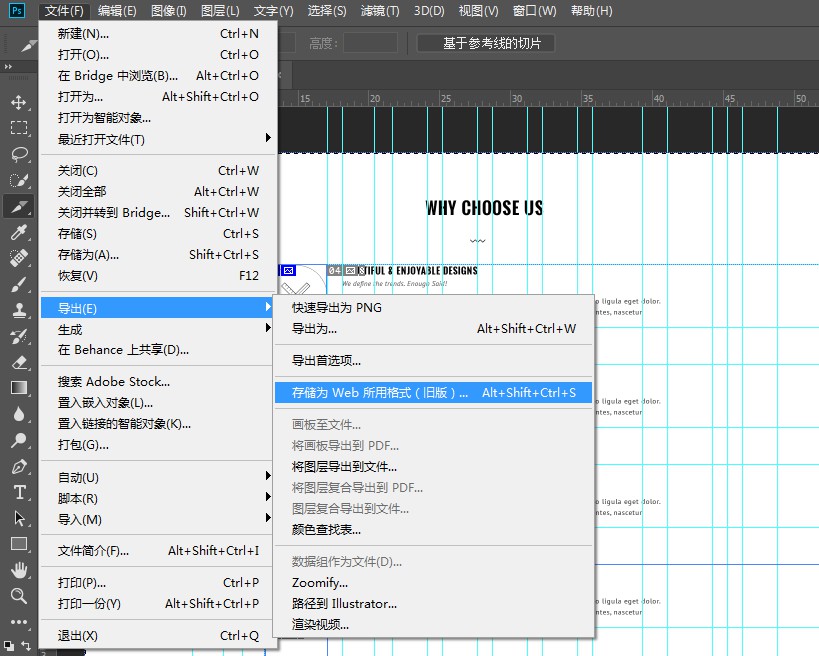 Ps 文件(F) 编辑(E) 图像(I) 图层(L) 文字(Y) 选择(S) 滤镜(T) 3D(D) 视图(V) 窗口(W) 帮助(H)
高度: 基于参考线的切片
新建(N)... Ctrl+N
打开(O)... Ctrl+O
在 Bridge 中浏览(B)... Alt+Ctrl+O
打开为... Alt+Shift+Ctrl+O
打开为智能对象...
最近打开文件(T)
关闭(C) Ctrl+W
关闭全部 Alt+Ctrl+W
关闭并转到 Bridge... Shift+Ctrl+W
存储(S) Ctrl+S
存储为(A)... Shift+Ctrl+S
恢复(V) F12
导出(E)
生成
在 Behance 上共享(D)...
搜索 Adobe Stock...
置入嵌入对象(L)...
置入链接的智能对象(K)...
打包(G)...
自动(U)
脚本(R)
导入(M)
文件简介(F)... Alt+Shift+Ctrl+I
打印(P)... Ctrl+P
打印一份(Y) Alt+Shift+Ctrl+P
退出(X) Ctrl+Q
快速导出为 PNG
导出为... Alt+Shift+Ctrl+W
导出首选项...
存储为 Web 所用格式（旧版）... Alt+Shift+Ctrl+S
画板至文件...
将画板导出到 PDF...
将图层导出到文件...
将图层复合导出到 PDF...
图层复合导出到文件...
颜色查找表...
数据组作为文件(D)...
Zoomify...
路径到 Illustrator...
渲染视频...
15 20 25 30 35 40 45 50
WHY CHOOSE US
04 TIFUL & ENJOYABLE DESIGNS
We define the trends. Enough Said!
o ligula eget dolor.
ntes, nascetur
o ligula eget dolor.
ntes, nascetur
o ligula eget dolor.
ntes, nascetur
o ligula eget dolor.
ntes, nascetur